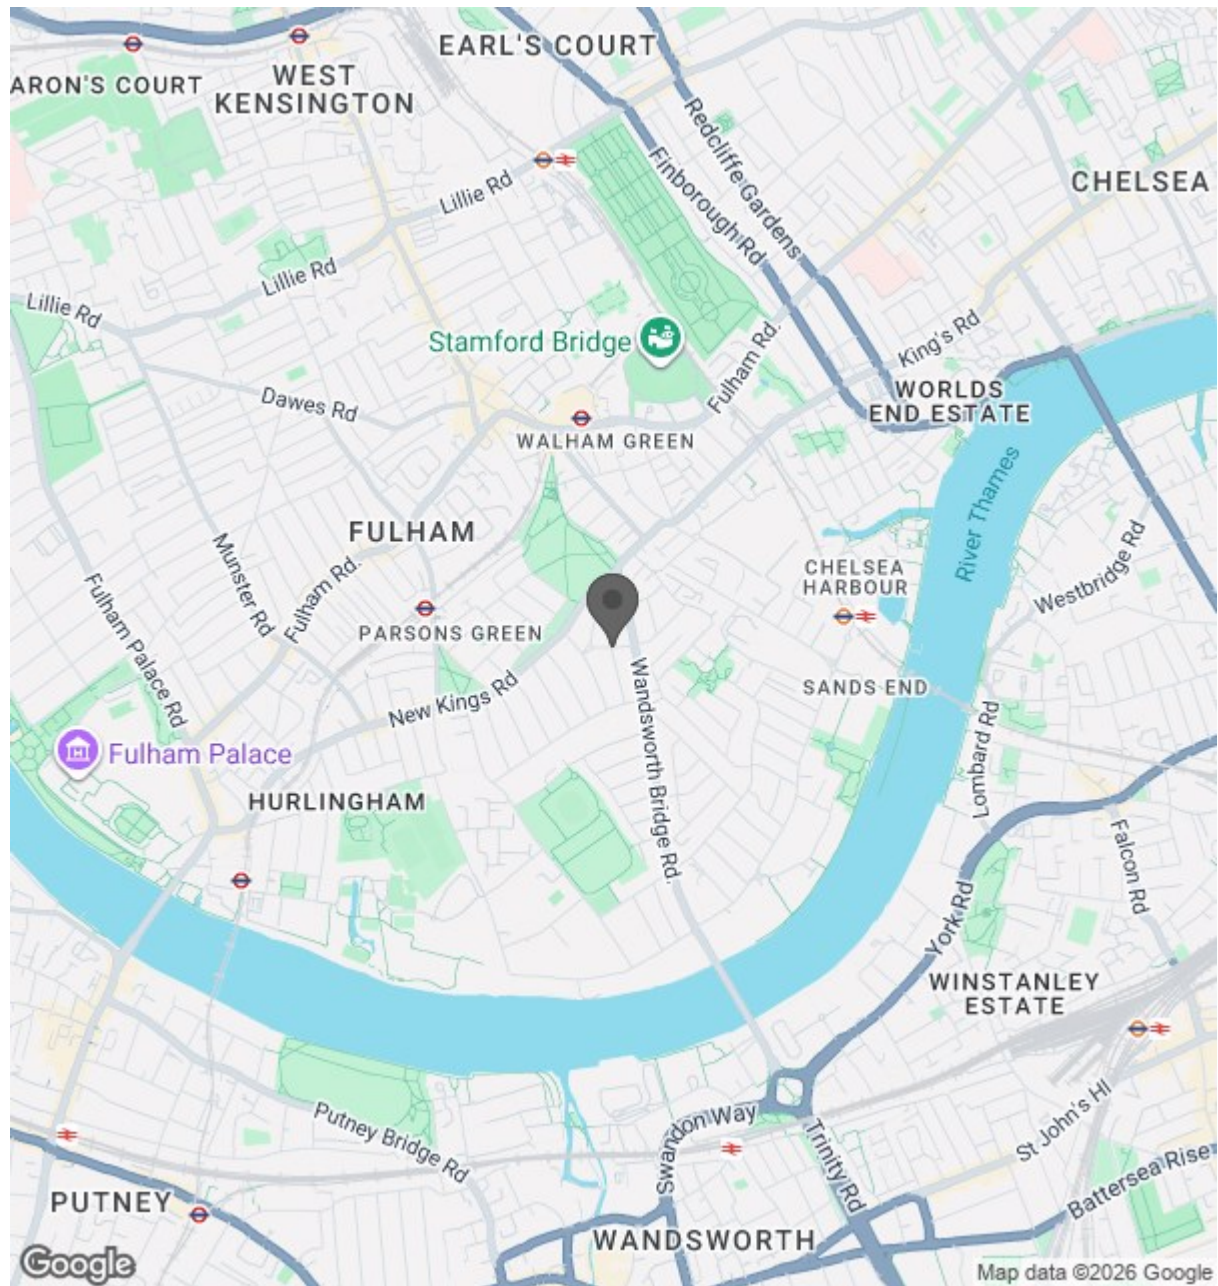 EARL'S COURT
ARON'S COURT
WEST
KENSINGTON
Redcliffe Gardens
Finborough Rd
Lillie Rd
CHELSEA
Lillie Rd
Lillie Rd
Stamford Bridge
Fulham Rd.
King's Rd
WORLDS
END ESTATE
Dawes Rd
WALHAM GREEN
River Thames
FULHAM
Munster Rd
Fulham Rd.
Fulham Palace Rd
CHELSEA
HARBOUR
Westbridge Rd
PARSONS GREEN
New Kings Rd
Wandsworth Bridge Rd.
SANDS END
Lombard Rd
Fulham Palace
HURLINGHAM
Falcon Rd
York Rd
WINSTANLEY
ESTATE
Putney Bridge Rd
Swandon Way
Trinity Rd
St John's Hl
Battersea Rise
PUTNEY
WANDSWORTH
Google
Map data ©2026 Google